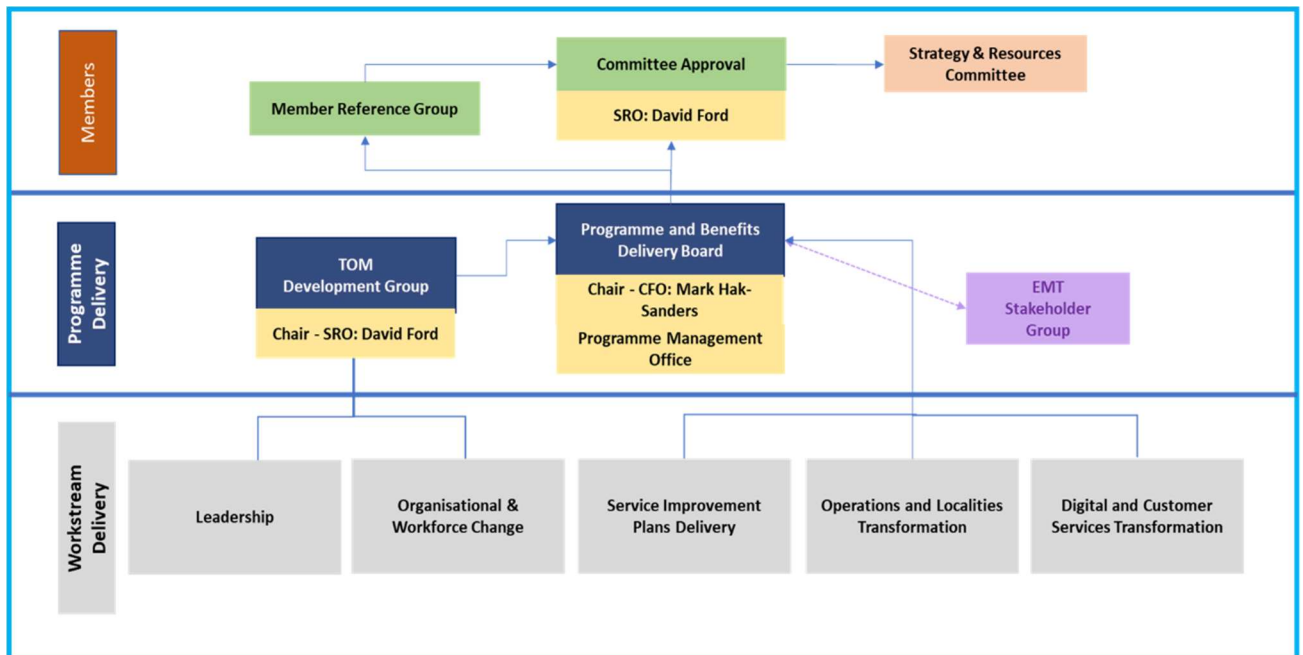 Members
Member Reference Group
Committee Approval
SRO: David Ford
Strategy & Resources
Committee
Programme
Delivery
TOM
Development Group
Chair - SRO: David Ford
Programme and Benefits
Delivery Board
Chair - CFO: Mark Hak-
Sanders
Programme Management
Office
EMT
Stakeholder
Group
Workstream
Delivery
Leadership
Organisational &
Workforce Change
Service Improvement
Plans Delivery
Operations and Localities
Transformation
Digital and Customer
Services Transformation